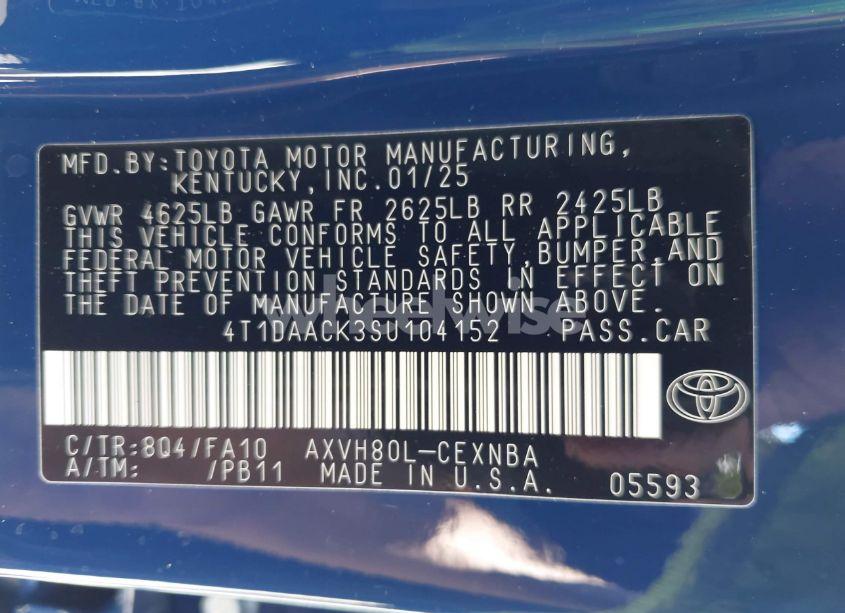 MFD.BY:TOYOTA MOTOR MANUFACTURING,
KENTUCKY,INC.01/25
GVWR 4625LB GAWR FR 2625LB RR 2425LB
THIS VEHICLE CONFORMS TO ALL APPLICABLE
FEDERAL MOTOR VEHICLE SAFETY,BUMPER,AND
THEFT PREVENTION STANDARDS IN EFFECT ON
THE DATE OF MANUFACTURE SHOWN ABOVE.
wheelwise
4T1DAACK3SU104152 PASS.CAR
C/TR:8Q4/FA10 AXVH80L-CEXNBA
A/TM: /PB11 MADE IN U.S.A. 05593